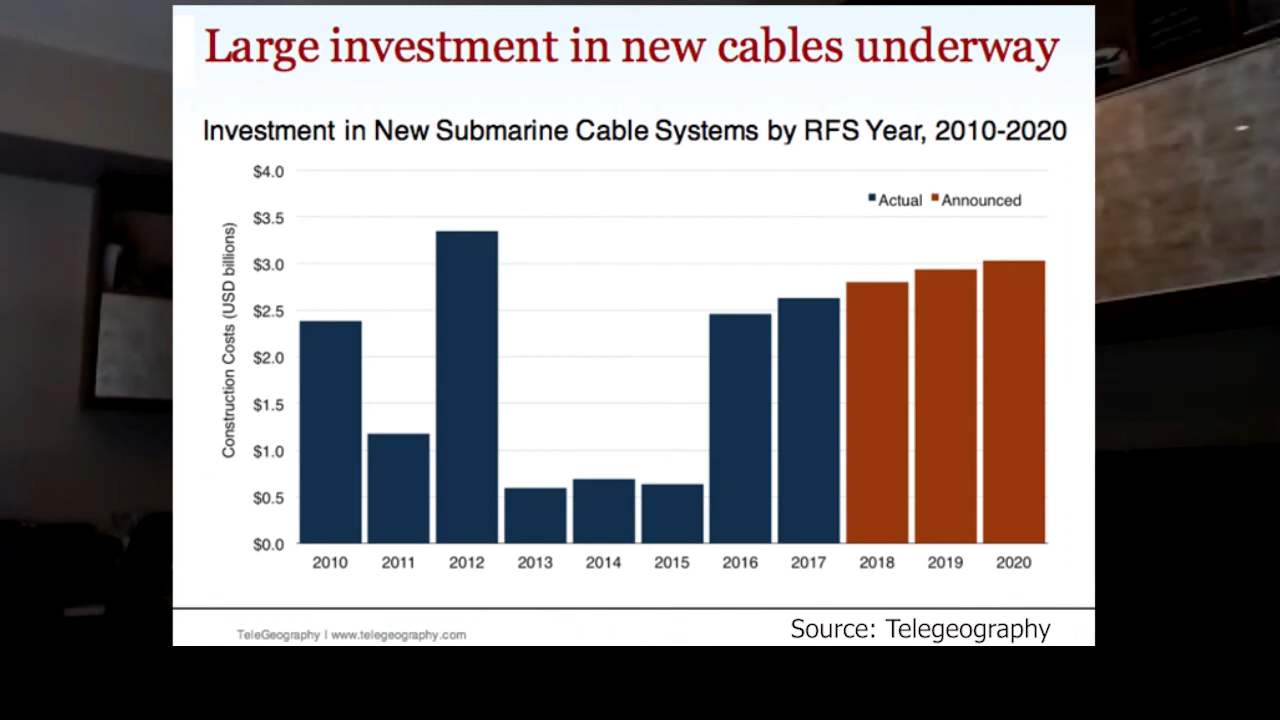 Large investment in new cables underway
Investment in New Submarine Cable Systems by RFS Year, 2010-2020
Construction Costs (USD billions)
$4.0
$3.5
$3.0
$2.5
$2.0
$1.5
$1.0
$0.5
$0.0
Actual Announced
2010 2011 2012 2013 2014 2015 2016 2017 2018 2019 2020
TeleGeography | www.telegeography.com
Source: Telegeography